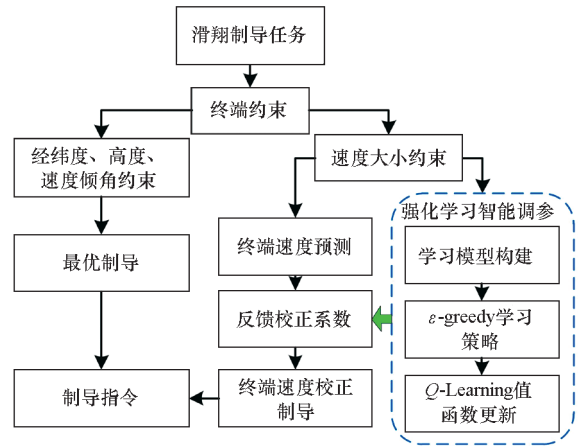 滑翔制导任务
终端约束
经纬度、高度、
速度倾角约束
速度大小约束
强化学习智能调参
最优制导
终端速度预测
学习模型构建
反馈校正系数
ε-greedy学习
策略
制导指令
终端速度校正
制导
Q-Learning值
函数更新